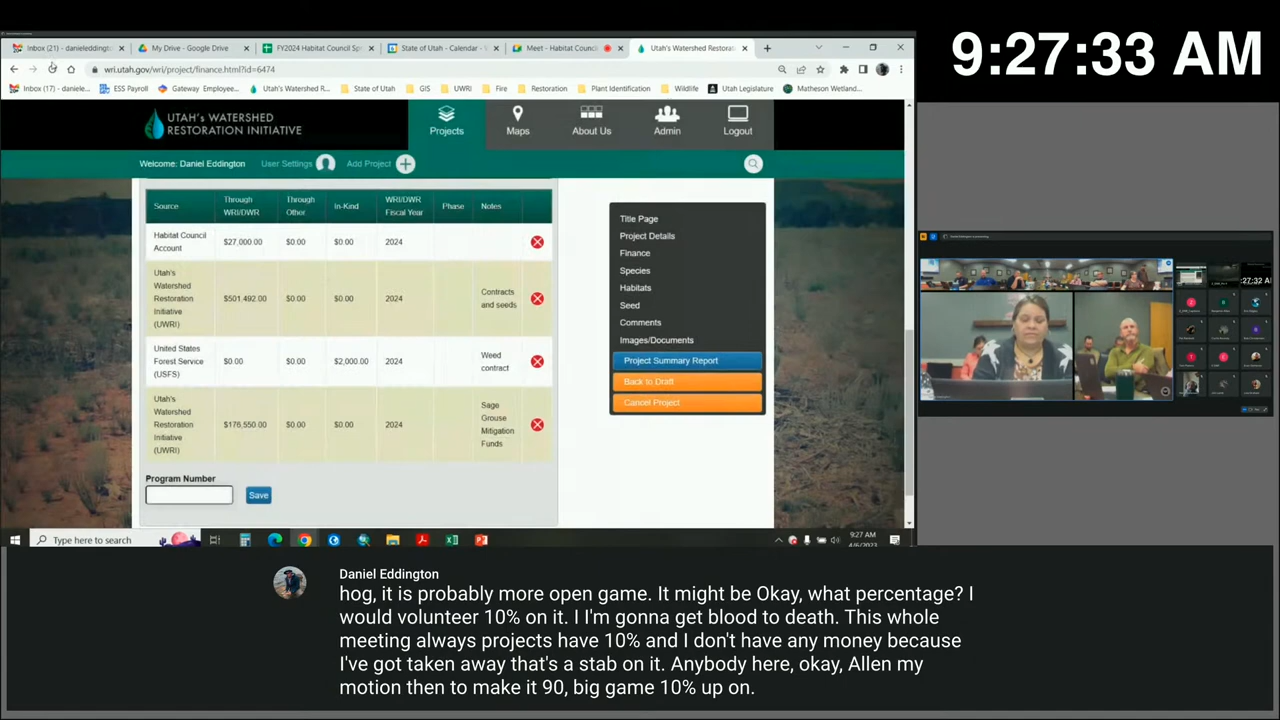 Inbox (21) - danieleddingto
My Drive - Google Drive
FY2024 Habitat Council Sp
State of Utah - Calendar - W
Meet - Habitat Counc
Utah's Watershed Restorat
9:27:33 AM
wri.utah.gov/wri/project/finance.html?id=6474
Inbox (17) - daniele...
ESS Payroll
Gateway Employee...
Utah's Watershed R...
State of Utah
GIS
UWRI
Fire
Restoration
Plant Identification
Wildlife
Utah Legislature
Matheson Wetland...
UTAH'S WATERSHED
RESTORATION INITIATIVE
Projects
Maps
About Us
Admin
Logout
Welcome: Daniel Eddington
User Settings
Add Project
Source
Through
WRI/DWR
Through
Other
In-Kind
WRI/DWR
Fiscal Year
Phase
Notes
Habitat Council
Account
$27,000.00
$0.00
$0.00
2024
Utah's
Watershed
Restoration
Initiative
(UWRI)
$501,492.00
$0.00
$0.00
2024
Contracts
and seeds
United States
Forest Service
(USFS)
$0.00
$0.00
$2,000.00
2024
Weed
contract
Utah's
Watershed
Restoration
Initiative
(UWRI)
$176,550.00
$0.00
$0.00
2024
Sage
Grouse
Mitigation
Funds
Program Number
Save
Title Page
Project Details
Finance
Species
Habitats
Seed
Comments
Images/Documents
Project Summary Report
Back to Draft
Cancel Project
:27:32 AM
Type here to search
9:27 AM
4/6/2023
Daniel Eddington
hog, it is probably more open game. It might be Okay, what percentage? I
would volunteer 10% on it. I I'm gonna get blood to death. This whole
meeting always projects have 10% and I don't have any money because
I've got taken away that's a stab on it. Anybody here, okay, Allen my
motion then to make it 90, big game 10% up on.